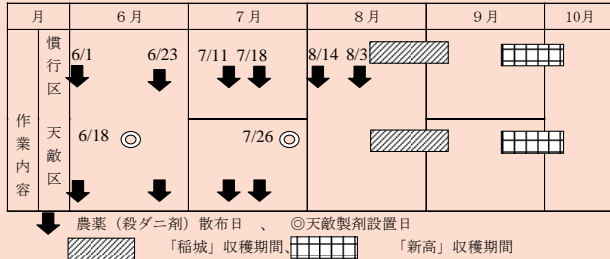 月 6月 7月 8月 9月 10月
作業内容
慣行区
6/1 6/23 7/11 7/18 8/14 8/3
天敵区
6/18 ◎ 7/26 ◎
農薬（殺ダニ剤）散布日 、 ◎天敵製剤設置日
「稲城」収穫期間、 「新高」収穫期間